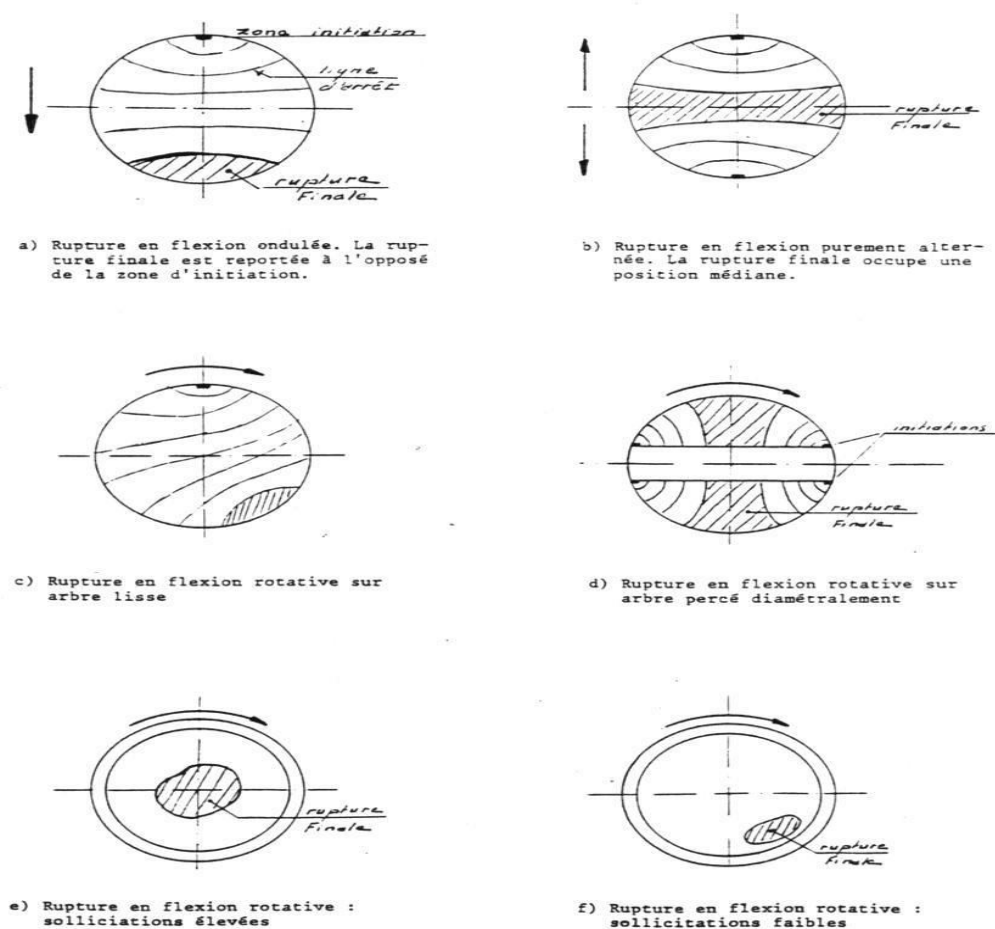 a)
zona initiation
ligne
d'arrêt
rupture
Finale
a) Rupture en flexion ondulée. La rup-
ture finale est reportée à l'opposé
de la zone d'initiation.
b)
rupture
Finale
b) Rupture en flexion purement alter-
née. La rupture finale occupe une
position médiane.
c) Rupture en flexion rotative sur
arbre lisse
initiations
rupture
Finale
d) Rupture en flexion rotative sur
arbre percé diamétralement
rupture
Finale
e) Rupture en flexion rotative :
solliciations élevées
rupture
Finale
f) Rupture en flexion rotative :
sollicitations faibles